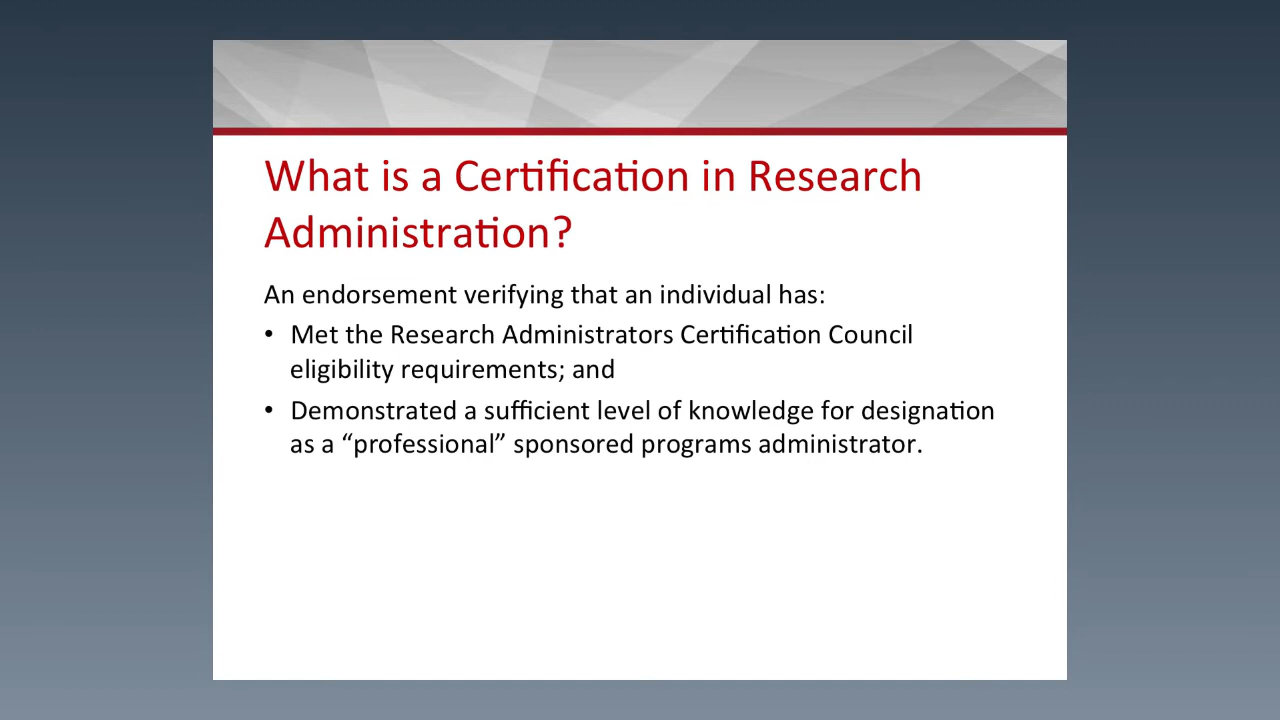 What is a Certification in Research
Administration?
An endorsement verifying that an individual has:
• Met the Research Administrators Certification Council
eligibility requirements; and
• Demonstrated a sufficient level of knowledge for designation
as a “professional” sponsored programs administrator.